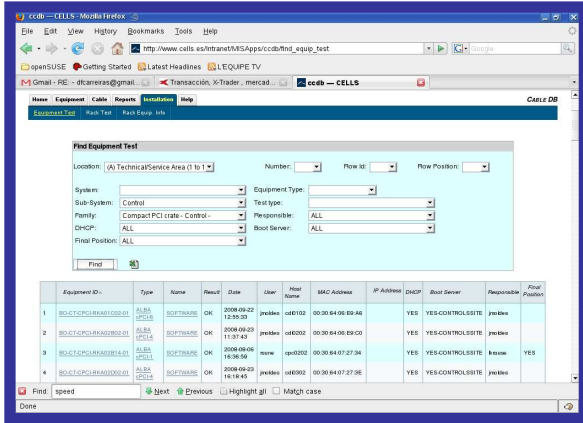 ccdb — CELLS - Mozilla Firefox
File Edit View History Bookmarks Tools Help
http://www.cells.es/Intranet/MISApps/ccdb/find_equip_test
Google
openSUSE Getting Started Latest Headlines L'EQUIPE TV
Gmail - RE: - dfcarreiras@gmail... Transacción, X-Trader, mercad... ccdb — CELLS
Home Equipment Cable Reports Installation Help CABLE DB
Equipment Test Rack Test Rack Equip. Info
Find Equipment Test
Location: (A) Technical/Service Area (1 to 1 Number: Row Id: Row Position:
System: Equipment Type:
Sub-System: Control Test type:
Family: Compact PCI crate - Control - Responsible: ALL
DHCP: ALL Boot Server: ALL
Final Position: ALL
Find
Equipment ID Type Name Result Date User Host Name MAC Address IP Address DHCP Boot Server Responsible Final Position
1 BO-CT-CPCI-RKA01C02-01 ALBA cPCI-6 SOFTWARE OK 2008-09-22 12:55:33 jmoldes cdi0102 00:30:64:06:E9:A6 YES YES-CONTROLSSITE jmoldes
2 BO-CT-CPCI-RKA02B02-01 ALBA cPCI-4 SOFTWARE OK 2008-09-23 11:37:43 jmoldes cdi0202 00:30:64:06:E9:C0 YES YES-CONTROLSSITE jmoldes
3 BO-CT-CPCI-RKA02B14-01 ALBA cPCI-1 SOFTWARE OK 2008-09-06 16:36:59 cpc0202 00:30:64:07:27:34 YES YES-CONTROLSSITE YES
4 BO-CT-CPCI-RKA02D02-01 ALBA cPCI-4 SOFTWARE OK 2008-09-23 16:18:45 jmoldes cdi0302 00:30:64:07:27:3E YES YES-CONTROLSSITE jmoldes
Find: speed Next Previous Highlight all Match case
Done